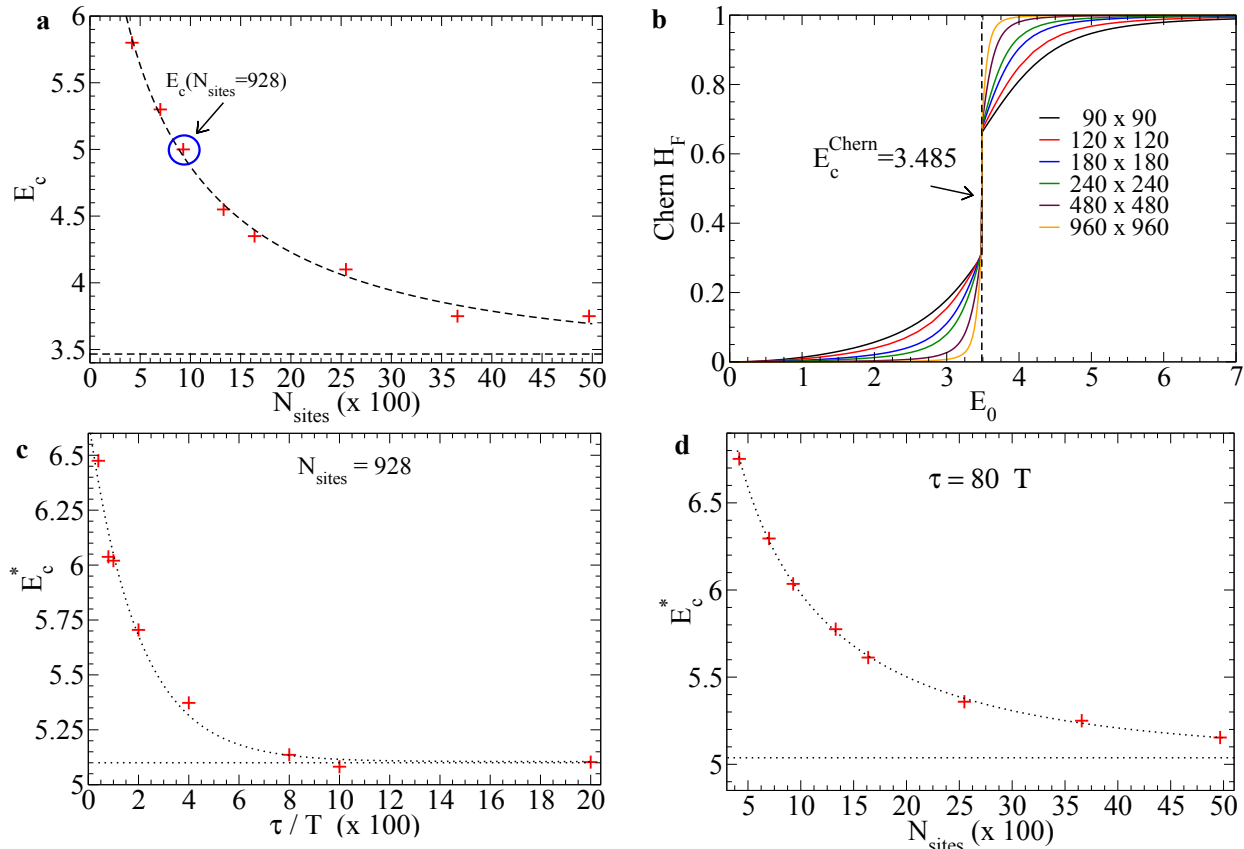 a
E_c(N_sites=928)
6
5.5
5
4.5
4
3.5
E_c
0 5 10 15 20 25 30 35 40 45 50
N_sites (x 100)
b
1
0.8
0.6
0.4
0.2
0
Chern H_F
E_c^Chern=3.485
90 x 90
120 x 120
180 x 180
240 x 240
480 x 480
960 x 960
0 1 2 3 4 5 6 7
E_0
c
N_sites = 928
6.5
6.25
6
5.75
5.5
5.25
5
E_c^*
0 2 4 6 8 10 12 14 16 18 20
τ / T (x 100)
d
τ = 80 T
6.5
6
5.5
5
E_c^*
5 10 15 20 25 30 35 40 45 50
N_sites (x 100)